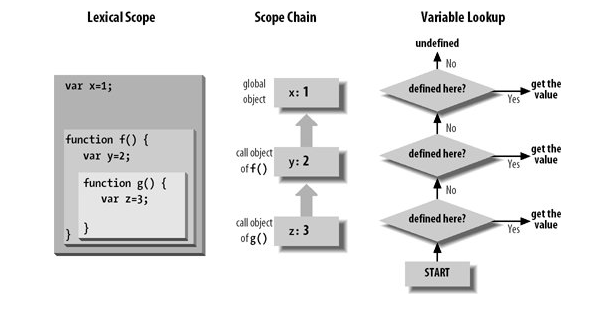 Lexical Scope
var x=1;
function f() {
var y=2;
function g() {
var z=3;
}
}
Scope Chain
global
object
x: 1
call object
of f()
y: 2
call object
of g()
z: 3
Variable Lookup
undefined
No
defined here?
Yes
get the
value
No
defined here?
Yes
get the
value
No
defined here?
Yes
get the
value
START